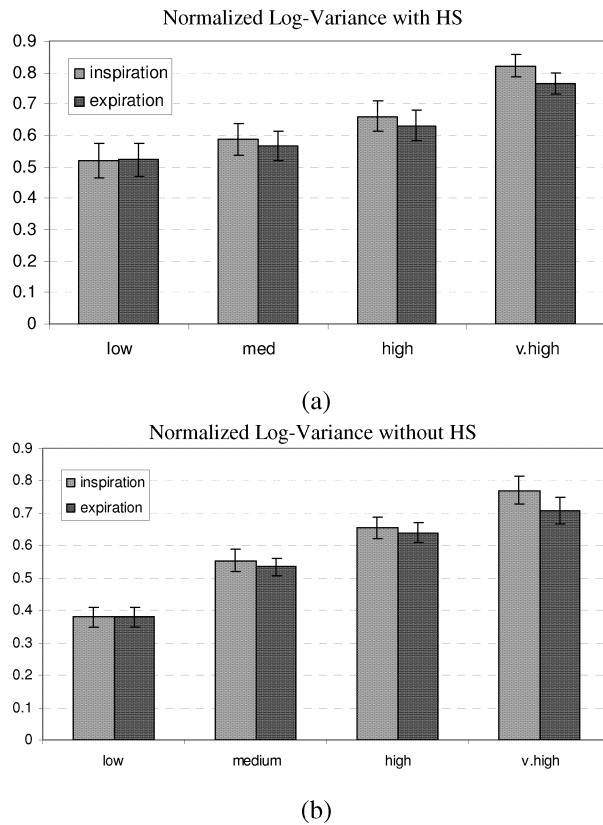 Normalized Log-Variance with HS
0.9
0.8
0.7
0.6
0.5
0.4
0.3
0.2
0.1
0
inspiration
expiration
low med high v.high
(a)
Normalized Log-Variance without HS
0.9
0.8
0.7
0.6
0.5
0.4
0.3
0.2
0.1
0
inspiration
expiration
low medium high v.high
(b)